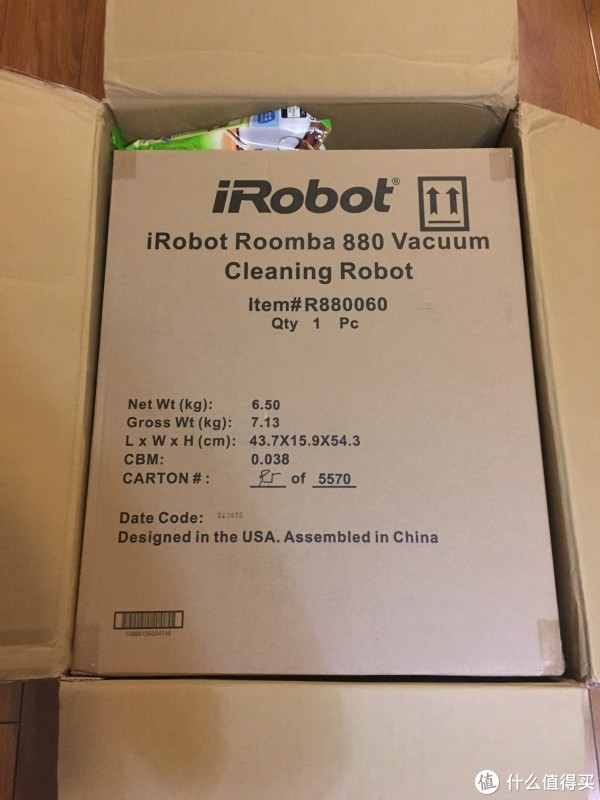 iRobot®
iRobot Roomba 880 Vacuum
Cleaning Robot
Item#R880060
Qty 1 Pc
Net Wt (kg): 6.50
Gross Wt (kg): 7.13
L x W x H (cm): 43.7X15.9X54.3
CBM: 0.038
CARTON #: of 5570
Date Code:
Designed in the USA. Assembled in China
值 什么值得买